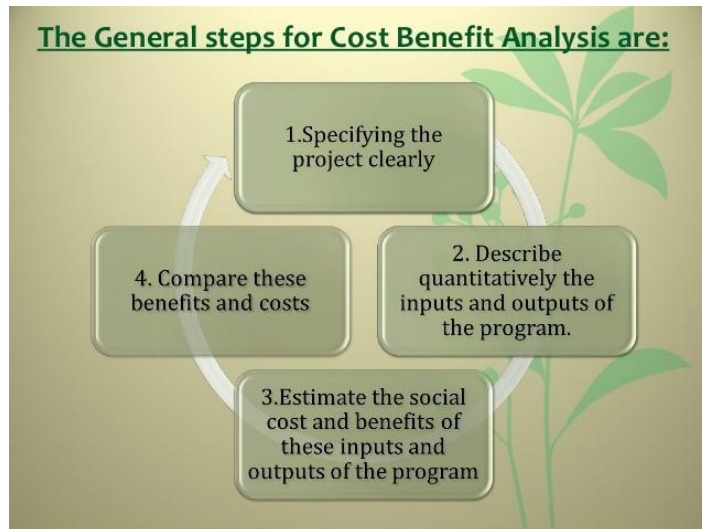 The General steps for Cost Benefit Analysis are:
1.Specifying the
project clearly
2. Describe
quantitatively the
inputs and outputs of
the program.
3.Estimate the social
cost and benefits of
these inputs and
outputs of the program
4. Compare these
benefits and costs